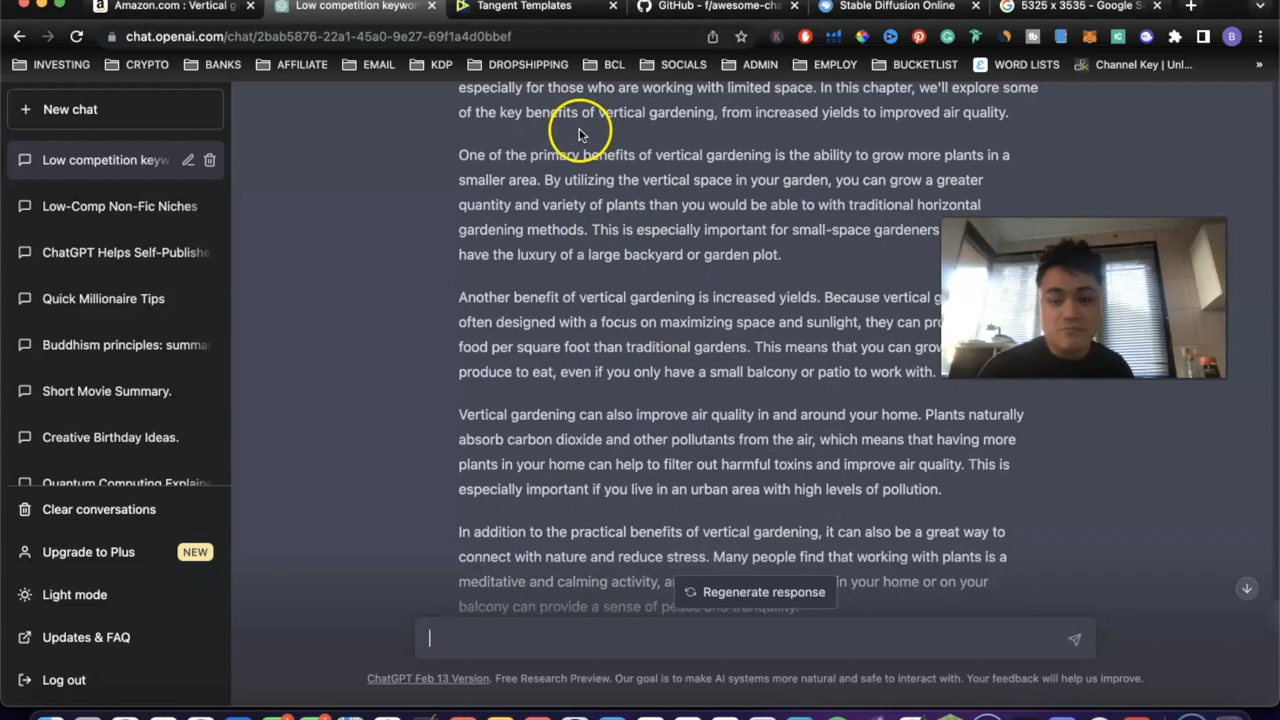 Amazon.com : Vertical g
Low competition keywor
Tangent Templates
GitHub - f/awesome-cha
Stable Diffusion Online
5325 x 3535 - Google S
chat.openai.com/chat/2bab5876-22a1-45a0-9e27-69f1a4d0bbef
INVESTING
CRYPTO
BANKS
AFFILIATE
EMAIL
KDP
DROPSHIPPING
BCL
SOCIALS
ADMIN
EMPLOY
BUCKETLIST
WORD LISTS
Channel Key | Unl...
New chat
Low competition keyw
Low-Comp Non-Fic Niches
ChatGPT Helps Self-Publishe
Quick Millionaire Tips
Buddhism principles: summa
Short Movie Summary.
Creative Birthday Ideas.
Quantum Computing Explain
Clear conversations
Upgrade to Plus
NEW
Light mode
Updates & FAQ
Log out
especially for those who are working with limited space. In this chapter, we'll explore some
of the key benefits of vertical gardening, from increased yields to improved air quality.
One of the primary benefits of vertical gardening is the ability to grow more plants in a
smaller area. By utilizing the vertical space in your garden, you can grow a greater
quantity and variety of plants than you would be able to with traditional horizontal
gardening methods. This is especially important for small-space gardeners
have the luxury of a large backyard or garden plot.
Another benefit of vertical gardening is increased yields. Because vertical g
often designed with a focus on maximizing space and sunlight, they can pr
food per square foot than traditional gardens. This means that you can grow
produce to eat, even if you only have a small balcony or patio to work with.
Vertical gardening can also improve air quality in and around your home. Plants naturally
absorb carbon dioxide and other pollutants from the air, which means that having more
plants in your home can help to filter out harmful toxins and improve air quality. This is
especially important if you live in an urban area with high levels of pollution.
In addition to the practical benefits of vertical gardening, it can also be a great way to
connect with nature and reduce stress. Many people find that working with plants is a
meditative and calming activity, a in your home or on your
balcony can provide a sense of peace and tranquility.
Regenerate response
ChatGPT Feb 13 Version. Free Research Preview. Our goal is to make AI systems more natural and safe to interact with. Your feedback will help us improve.